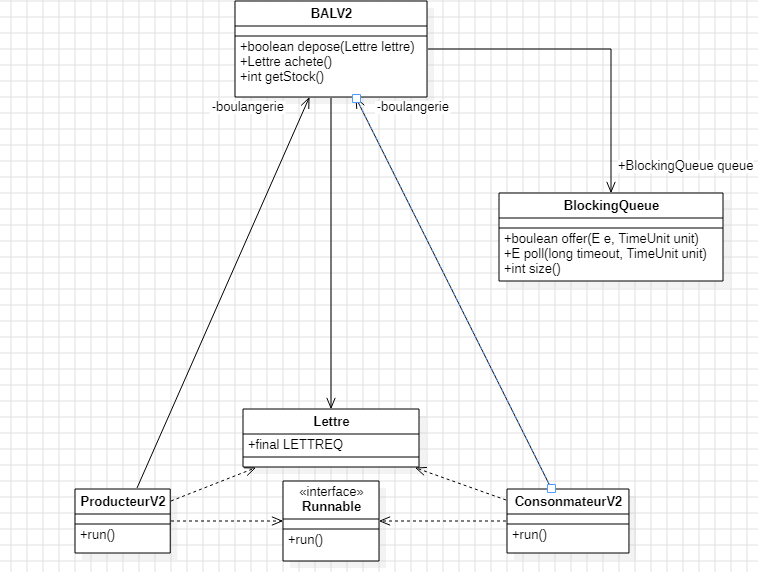 BALV2
+boolean depose(Lettre lettre)
+Lettre achete()
+int getStock()
-boulangerie
-boulangerie
+BlockingQueue queue
BlockingQueue
+boulean offer(E e, TimeUnit unit)
+E poll(long timeout, TimeUnit unit)
+int size()
Lettre
+final LETTREQ
ProducteurV2
+run()
«interface»
Runnable
+run()
ConsonmateurV2
+run()